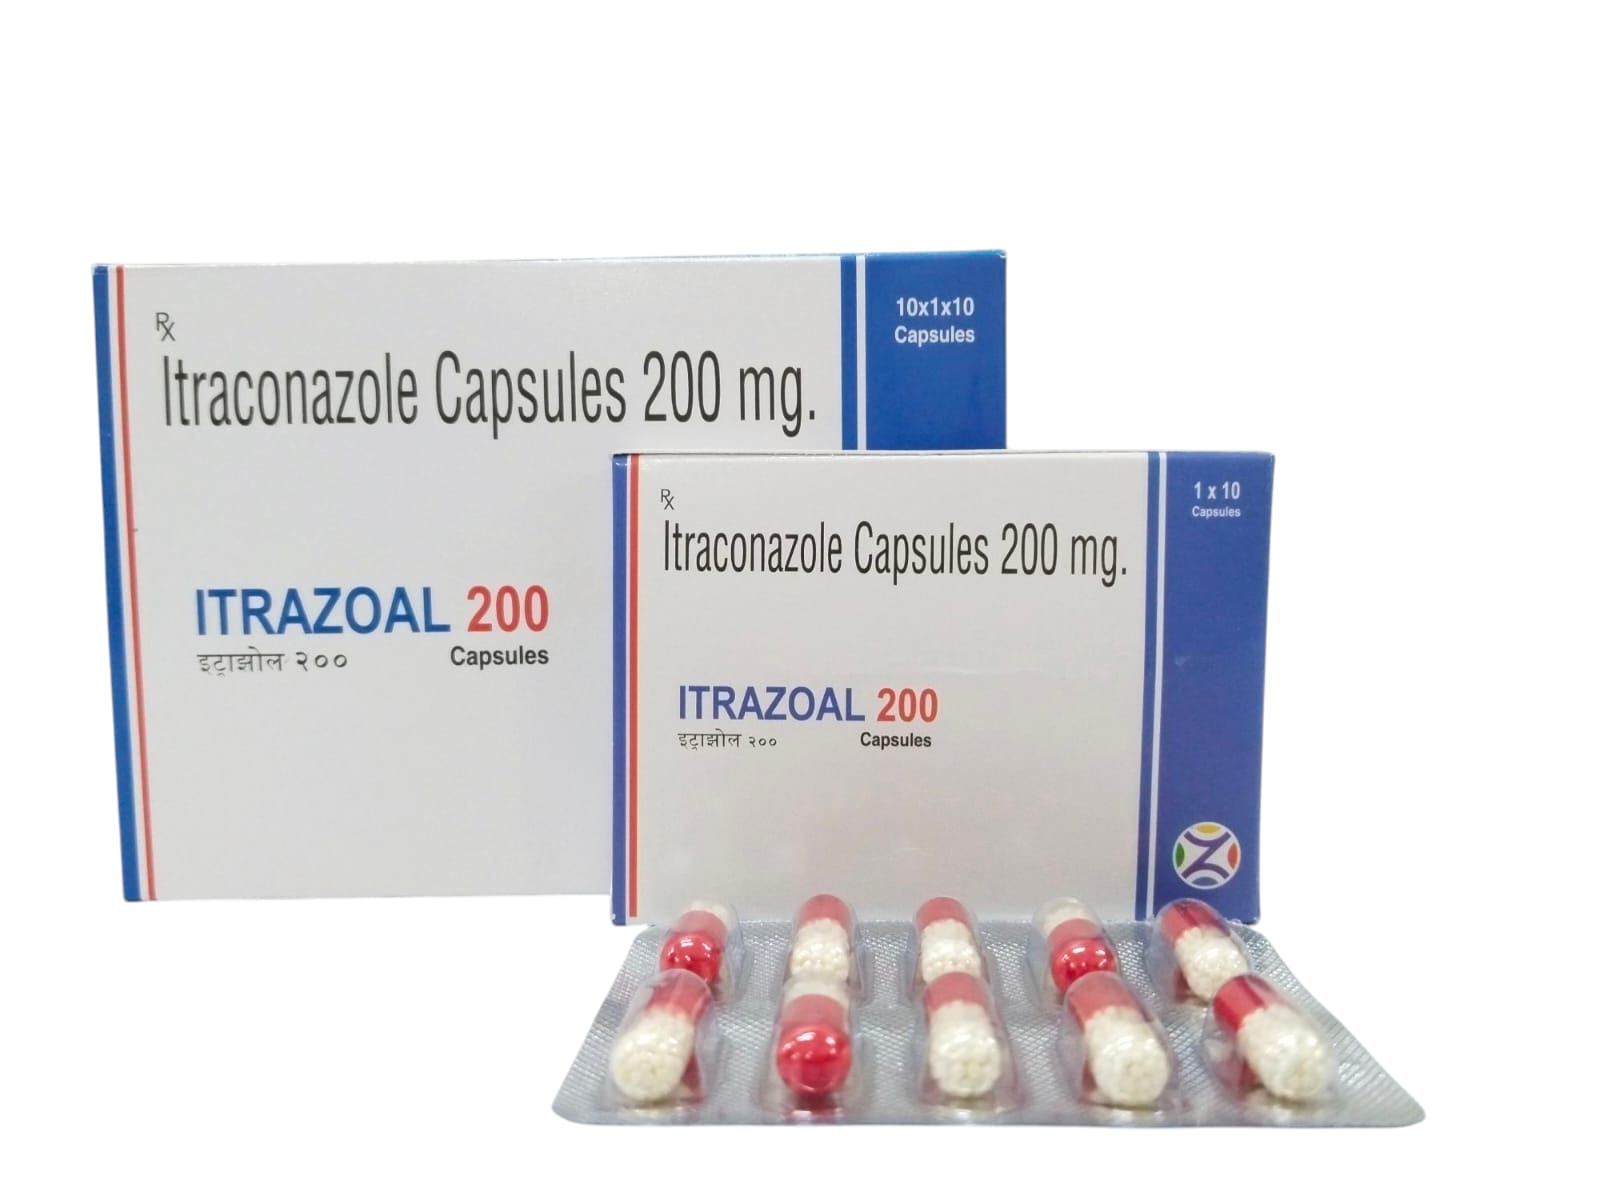 Rx
Itraconazole Capsules 200 mg.
10x1x10
Capsules
ITRAZOAL 200
इट्राझोल २०० Capsules
Rx
Itraconazole Capsules 200 mg.
1 x 10
Capsules
ITRAZOAL 200
इट्राझोल २०० Capsules
Z